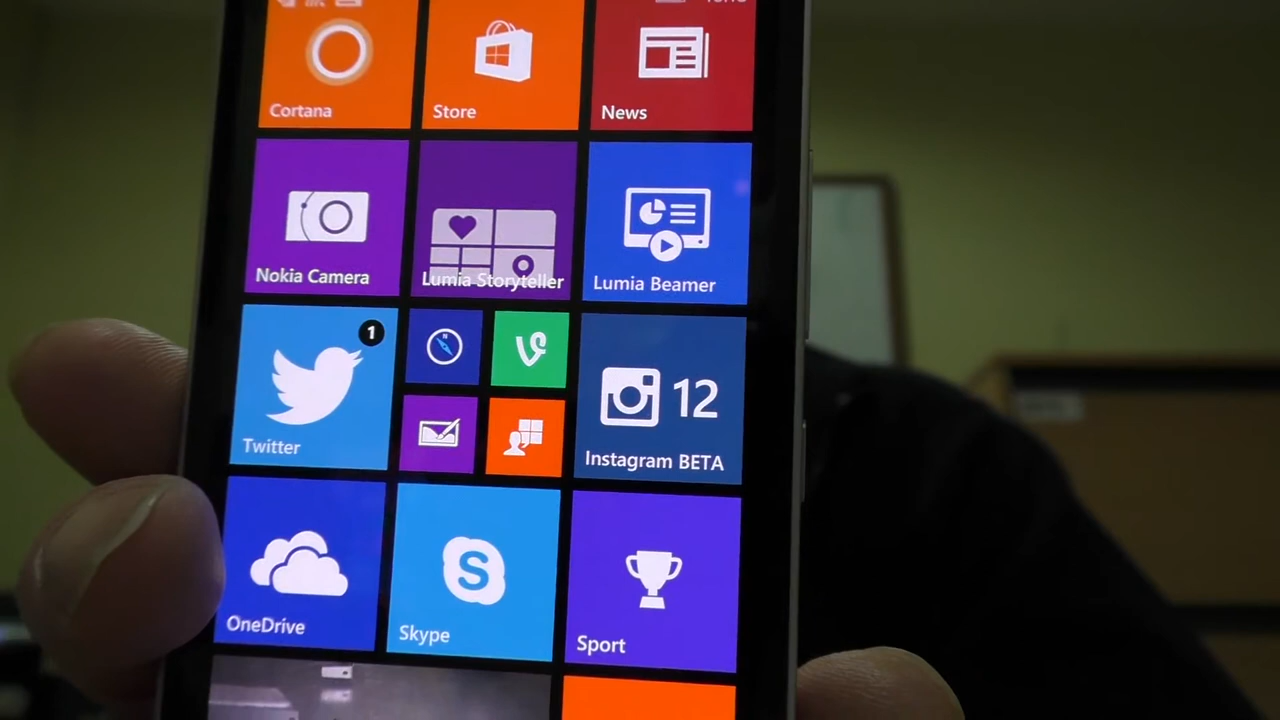 Cortana
Store
News
Nokia Camera
Lumia Storyteller
Lumia Beamer
1
Twitter
12
Instagram BETA
OneDrive
S
Skype
Sport